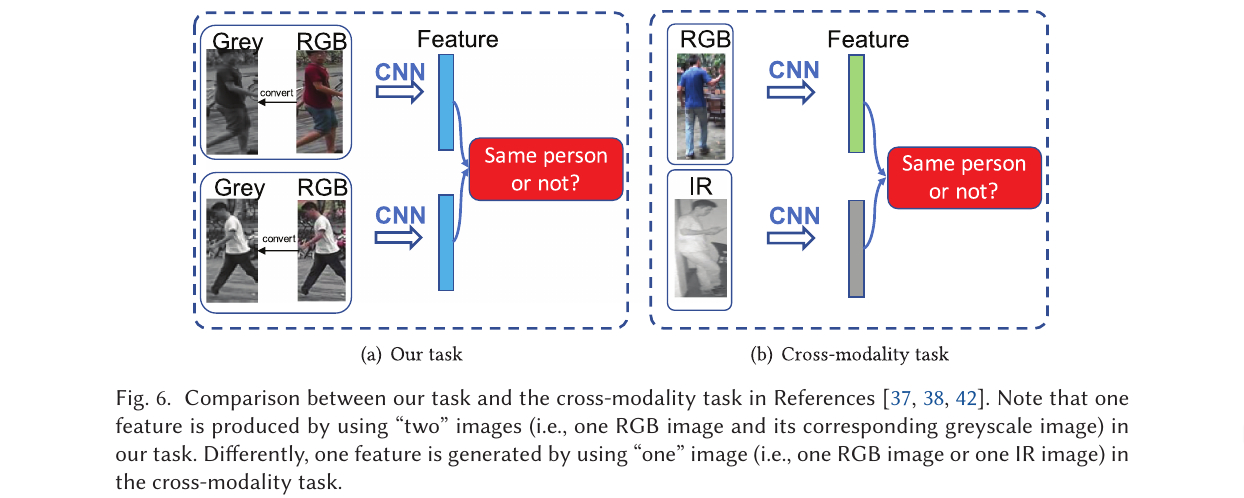 Grey RGB
convert
CNN
Feature
Same person
or not?
Grey RGB
convert
CNN
RGB
CNN
Feature
Same person
or not?
IR
CNN
(a) Our task
(b) Cross-modality task
Fig. 6. Comparison between our task and the cross-modality task in References [37, 38, 42]. Note that one
feature is produced by using “two” images (i.e., one RGB image and its corresponding greyscale image) in
our task. Differently, one feature is generated by using “one” image (i.e., one RGB image or one IR image) in
the cross-modality task.